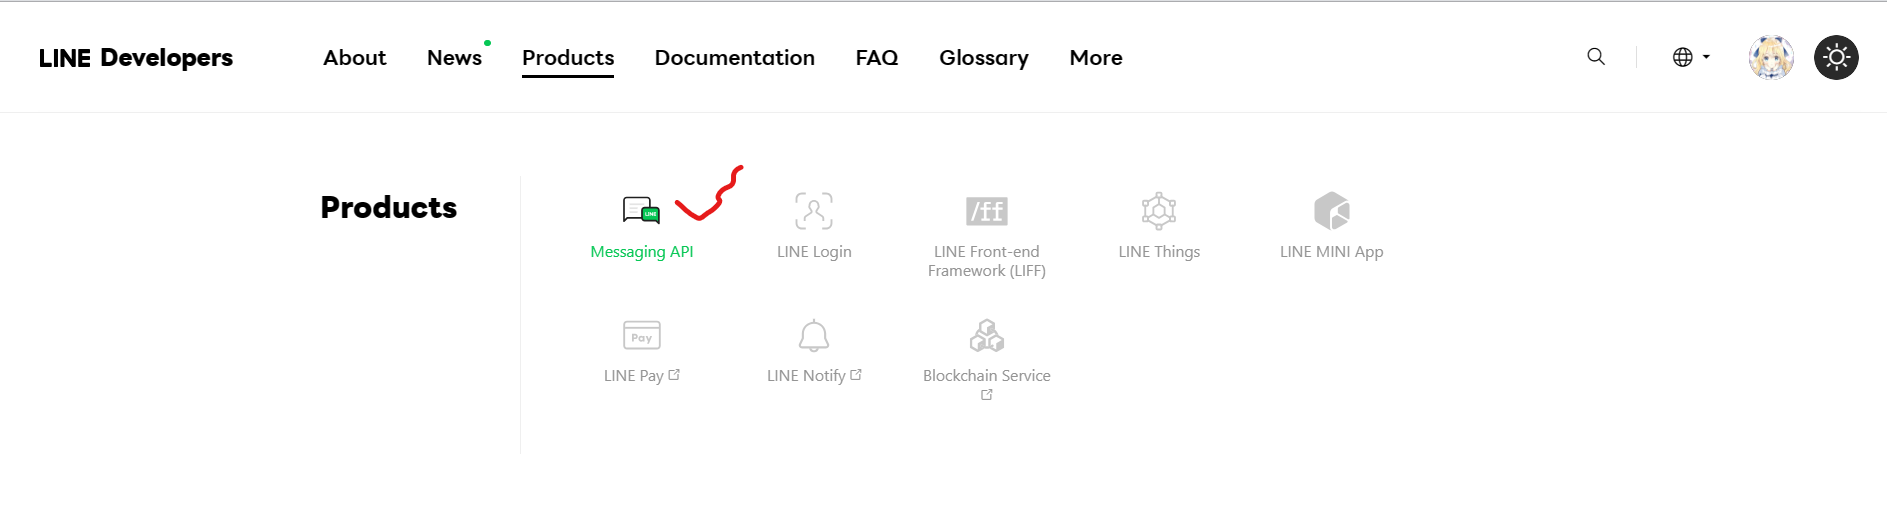 LINE Developers
About
News
Products
Documentation
FAQ
Glossary
More
Products
LINE
Messaging API
LINE Login
/ff
LINE Front-end
Framework (LIFF)
LINE Things
LINE MINI App
Pay
LINE Pay
LINE Notify
Blockchain Service